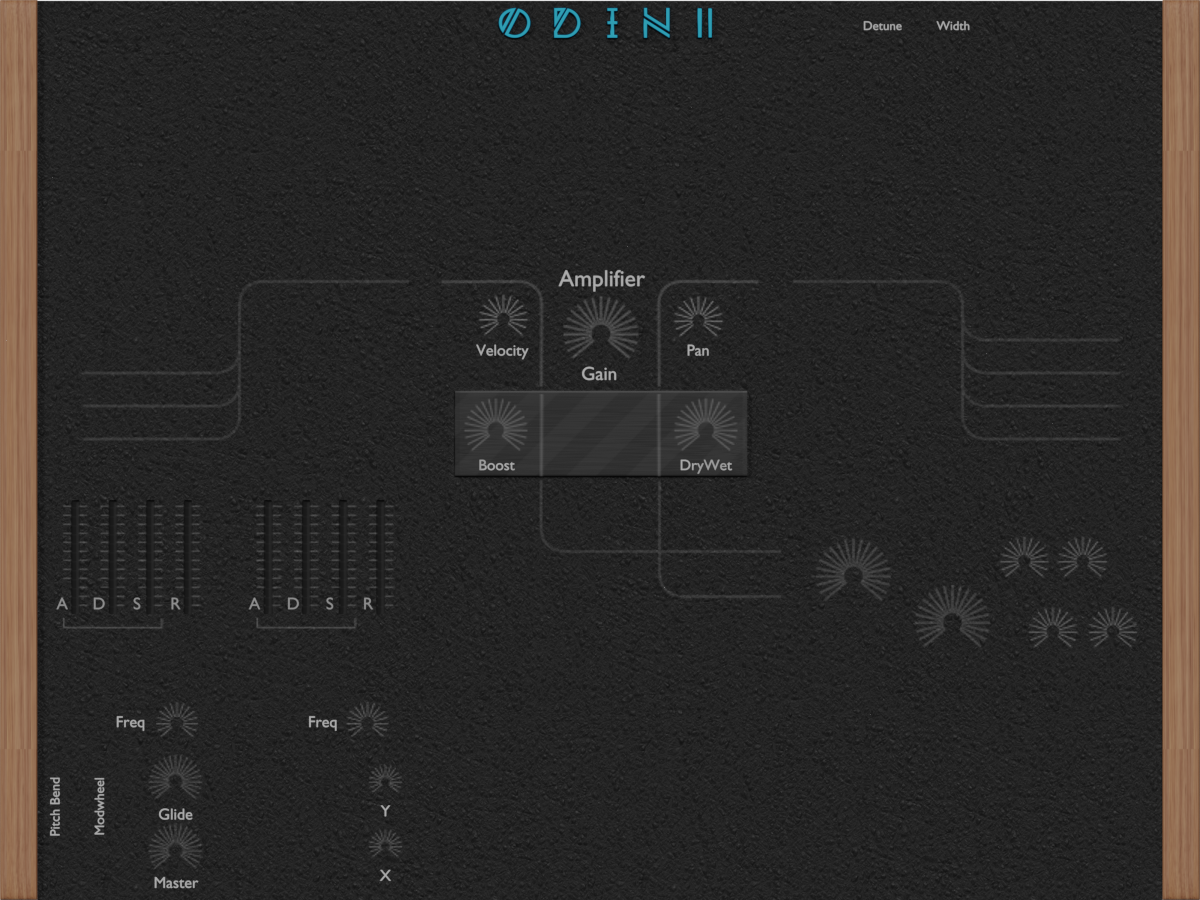 ODIN II
Detune Width
Amplifier
Velocity Pan
Gain
Boost DryWet
A D S R A D S R
Freq Freq
Pitch Bend
Modwheel
Glide Y
Master X